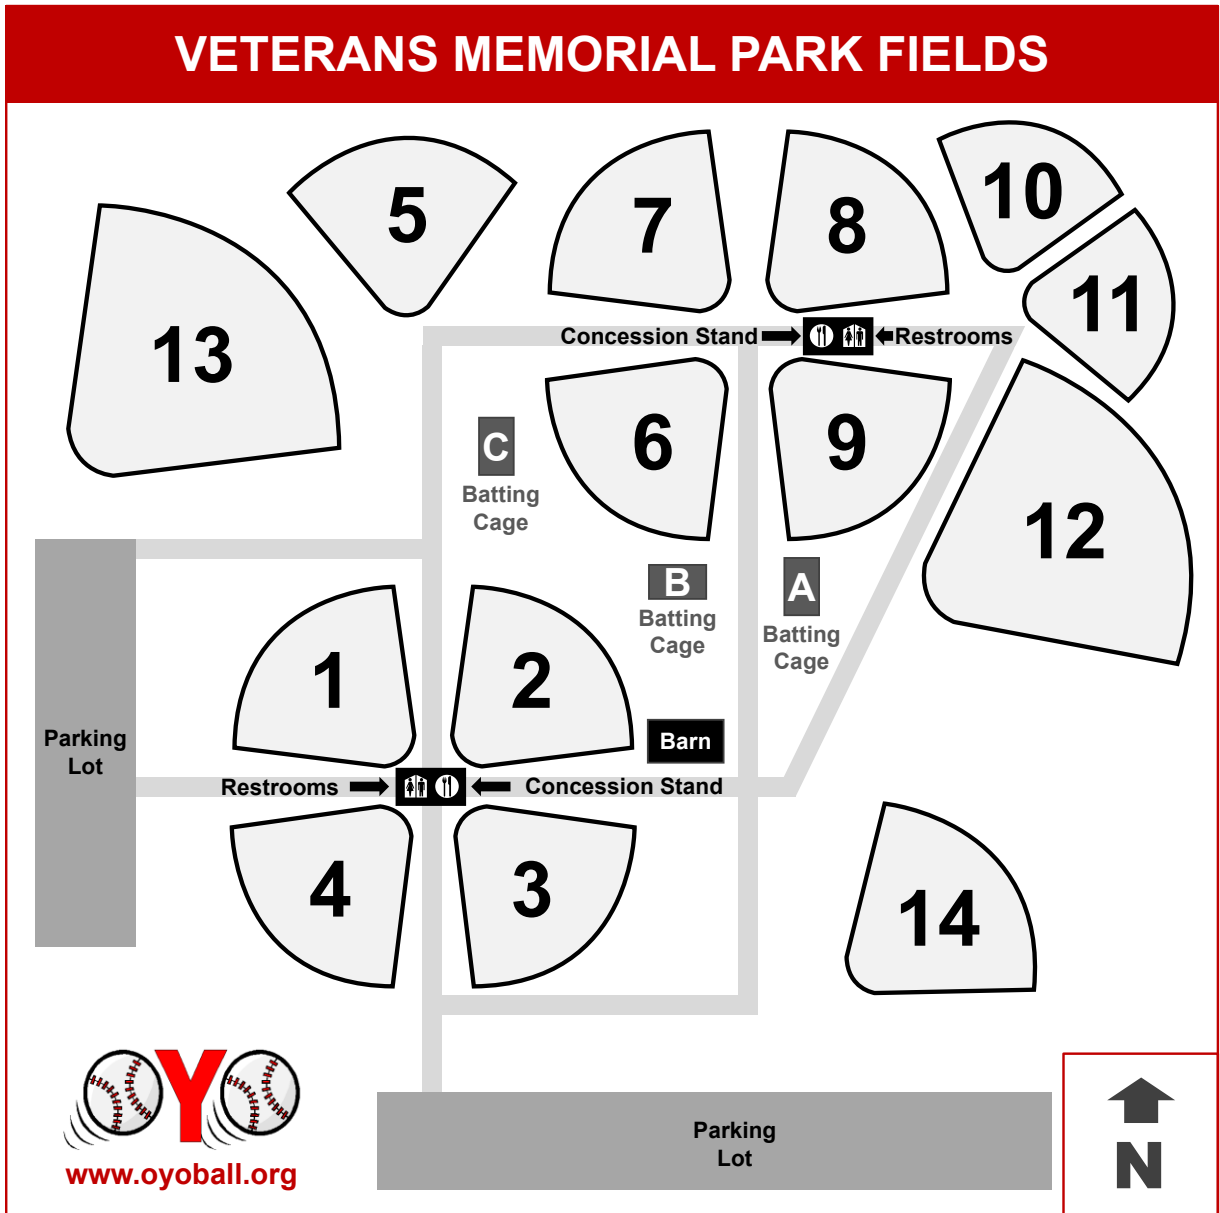 VETERANS MEMORIAL PARK FIELDS
5
7
8
10
11
13
Concession Stand
Restrooms
6
9
12
C
Batting
Cage
B
Batting
Cage
A
Batting
Cage
1
2
Parking
Lot
Barn
Restrooms
Concession Stand
4
3
14
OYO
www.oyoball.org
Parking
Lot
N